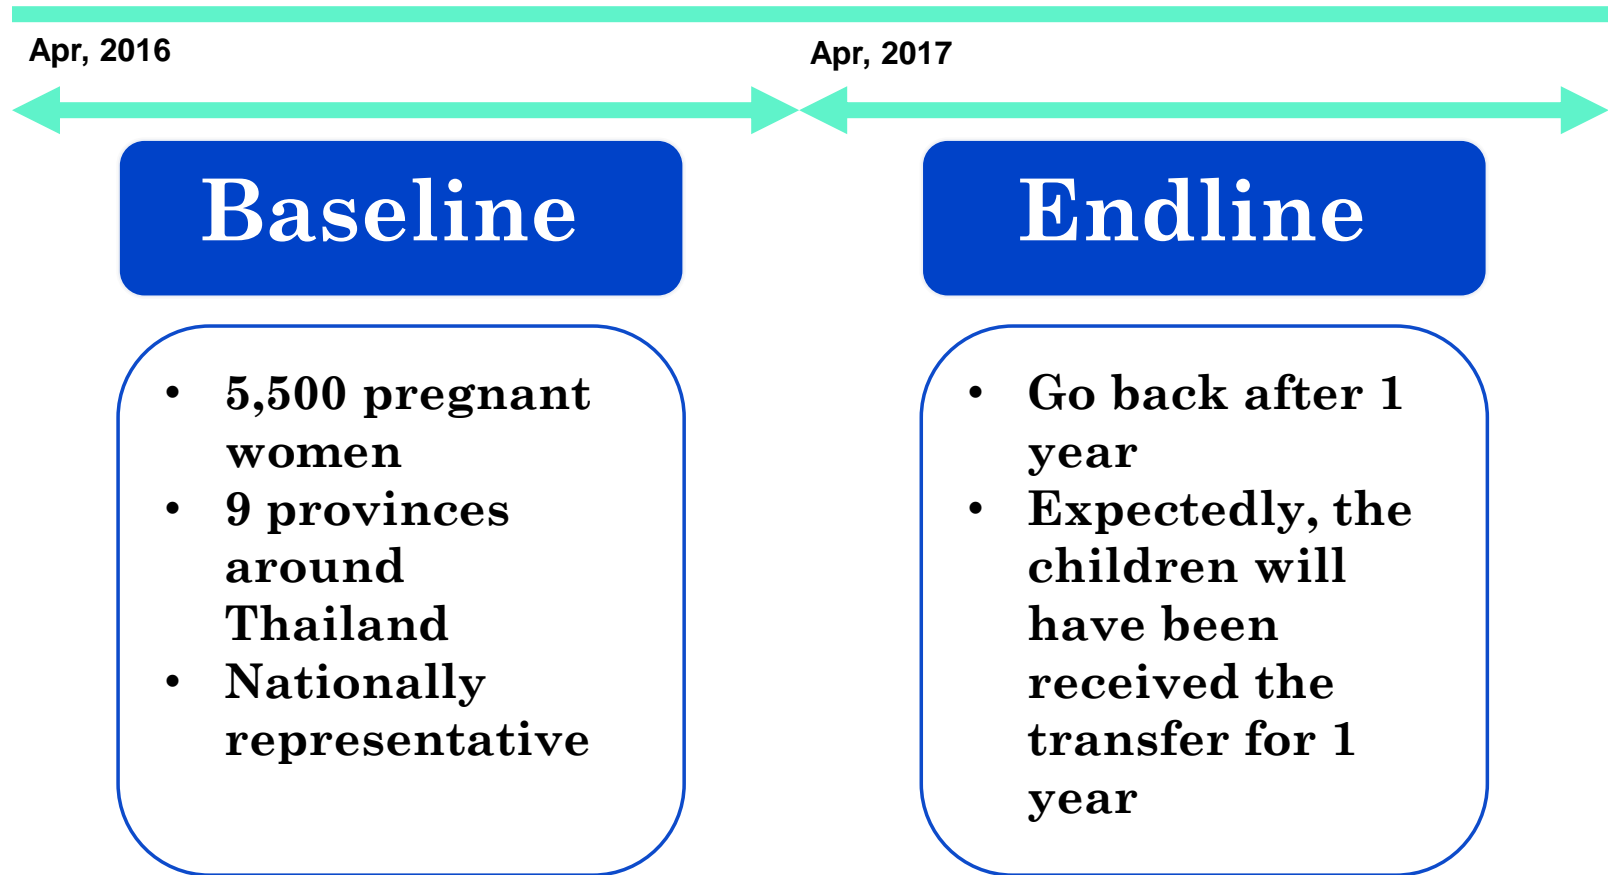 Apr, 2016
Apr, 2017
Baseline
• 5,500 pregnant
women
• 9 provinces
around
Thailand
• Nationally
representative
Endline
• Go back after 1
year
• Expectedly, the
children will
have been
received the
transfer for 1
year